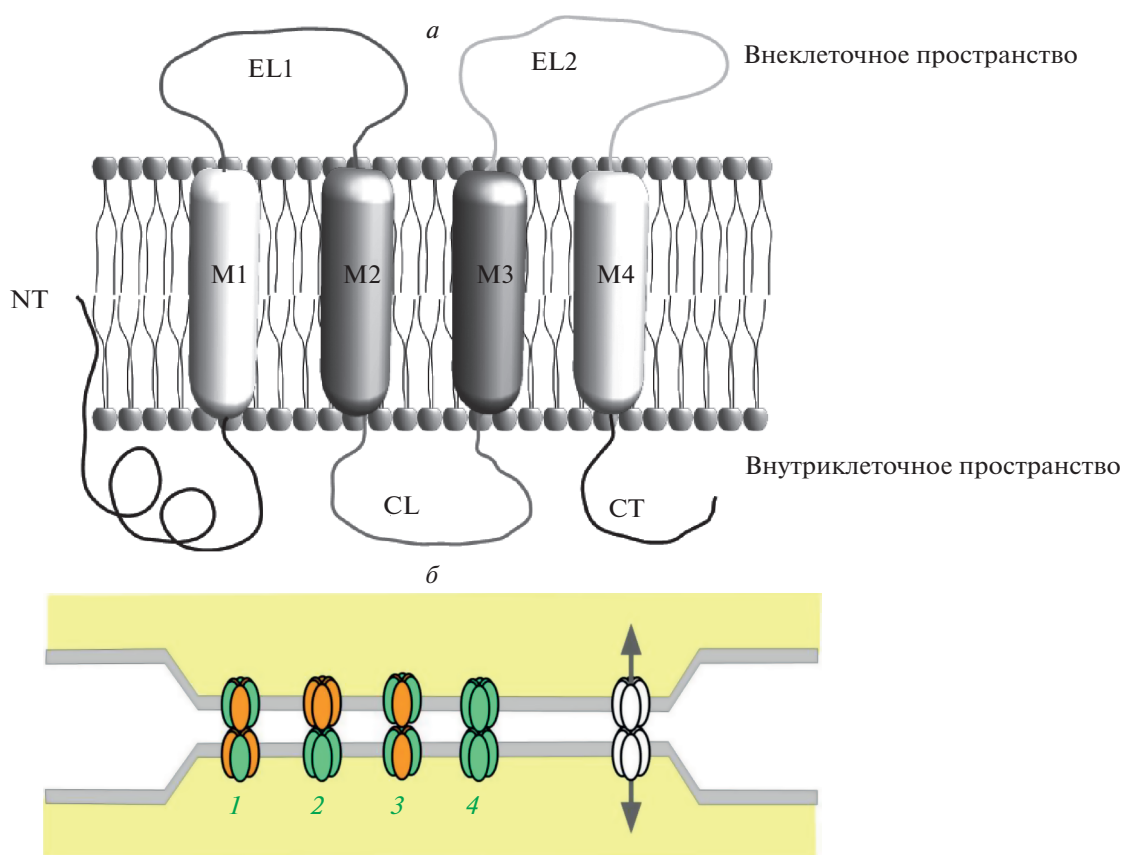 а
EL1
EL2
Внеклеточное пространство
NT
M1
M2
M3
M4
Внутриклеточное пространство
CL
CT
б
1
2
3
4